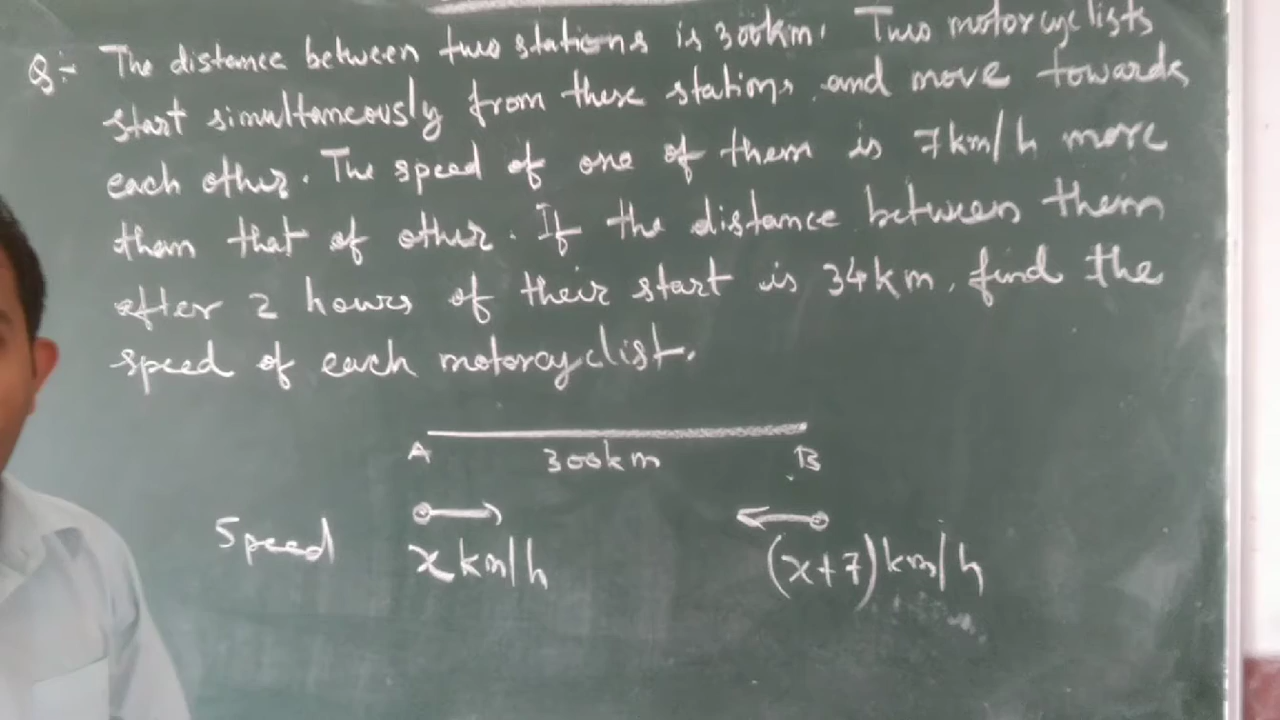 Q:- The distance between two stations is 300km. Two motorcyclists
start simultaneously from these stations and move towards
each other. The speed of one of them is 7km/h more
than that of other. If the distance between them
after 2 hours of their start is 34km, find the
speed of each motorcyclist.
A 300km B
Speed x km/h (x+7)km/h